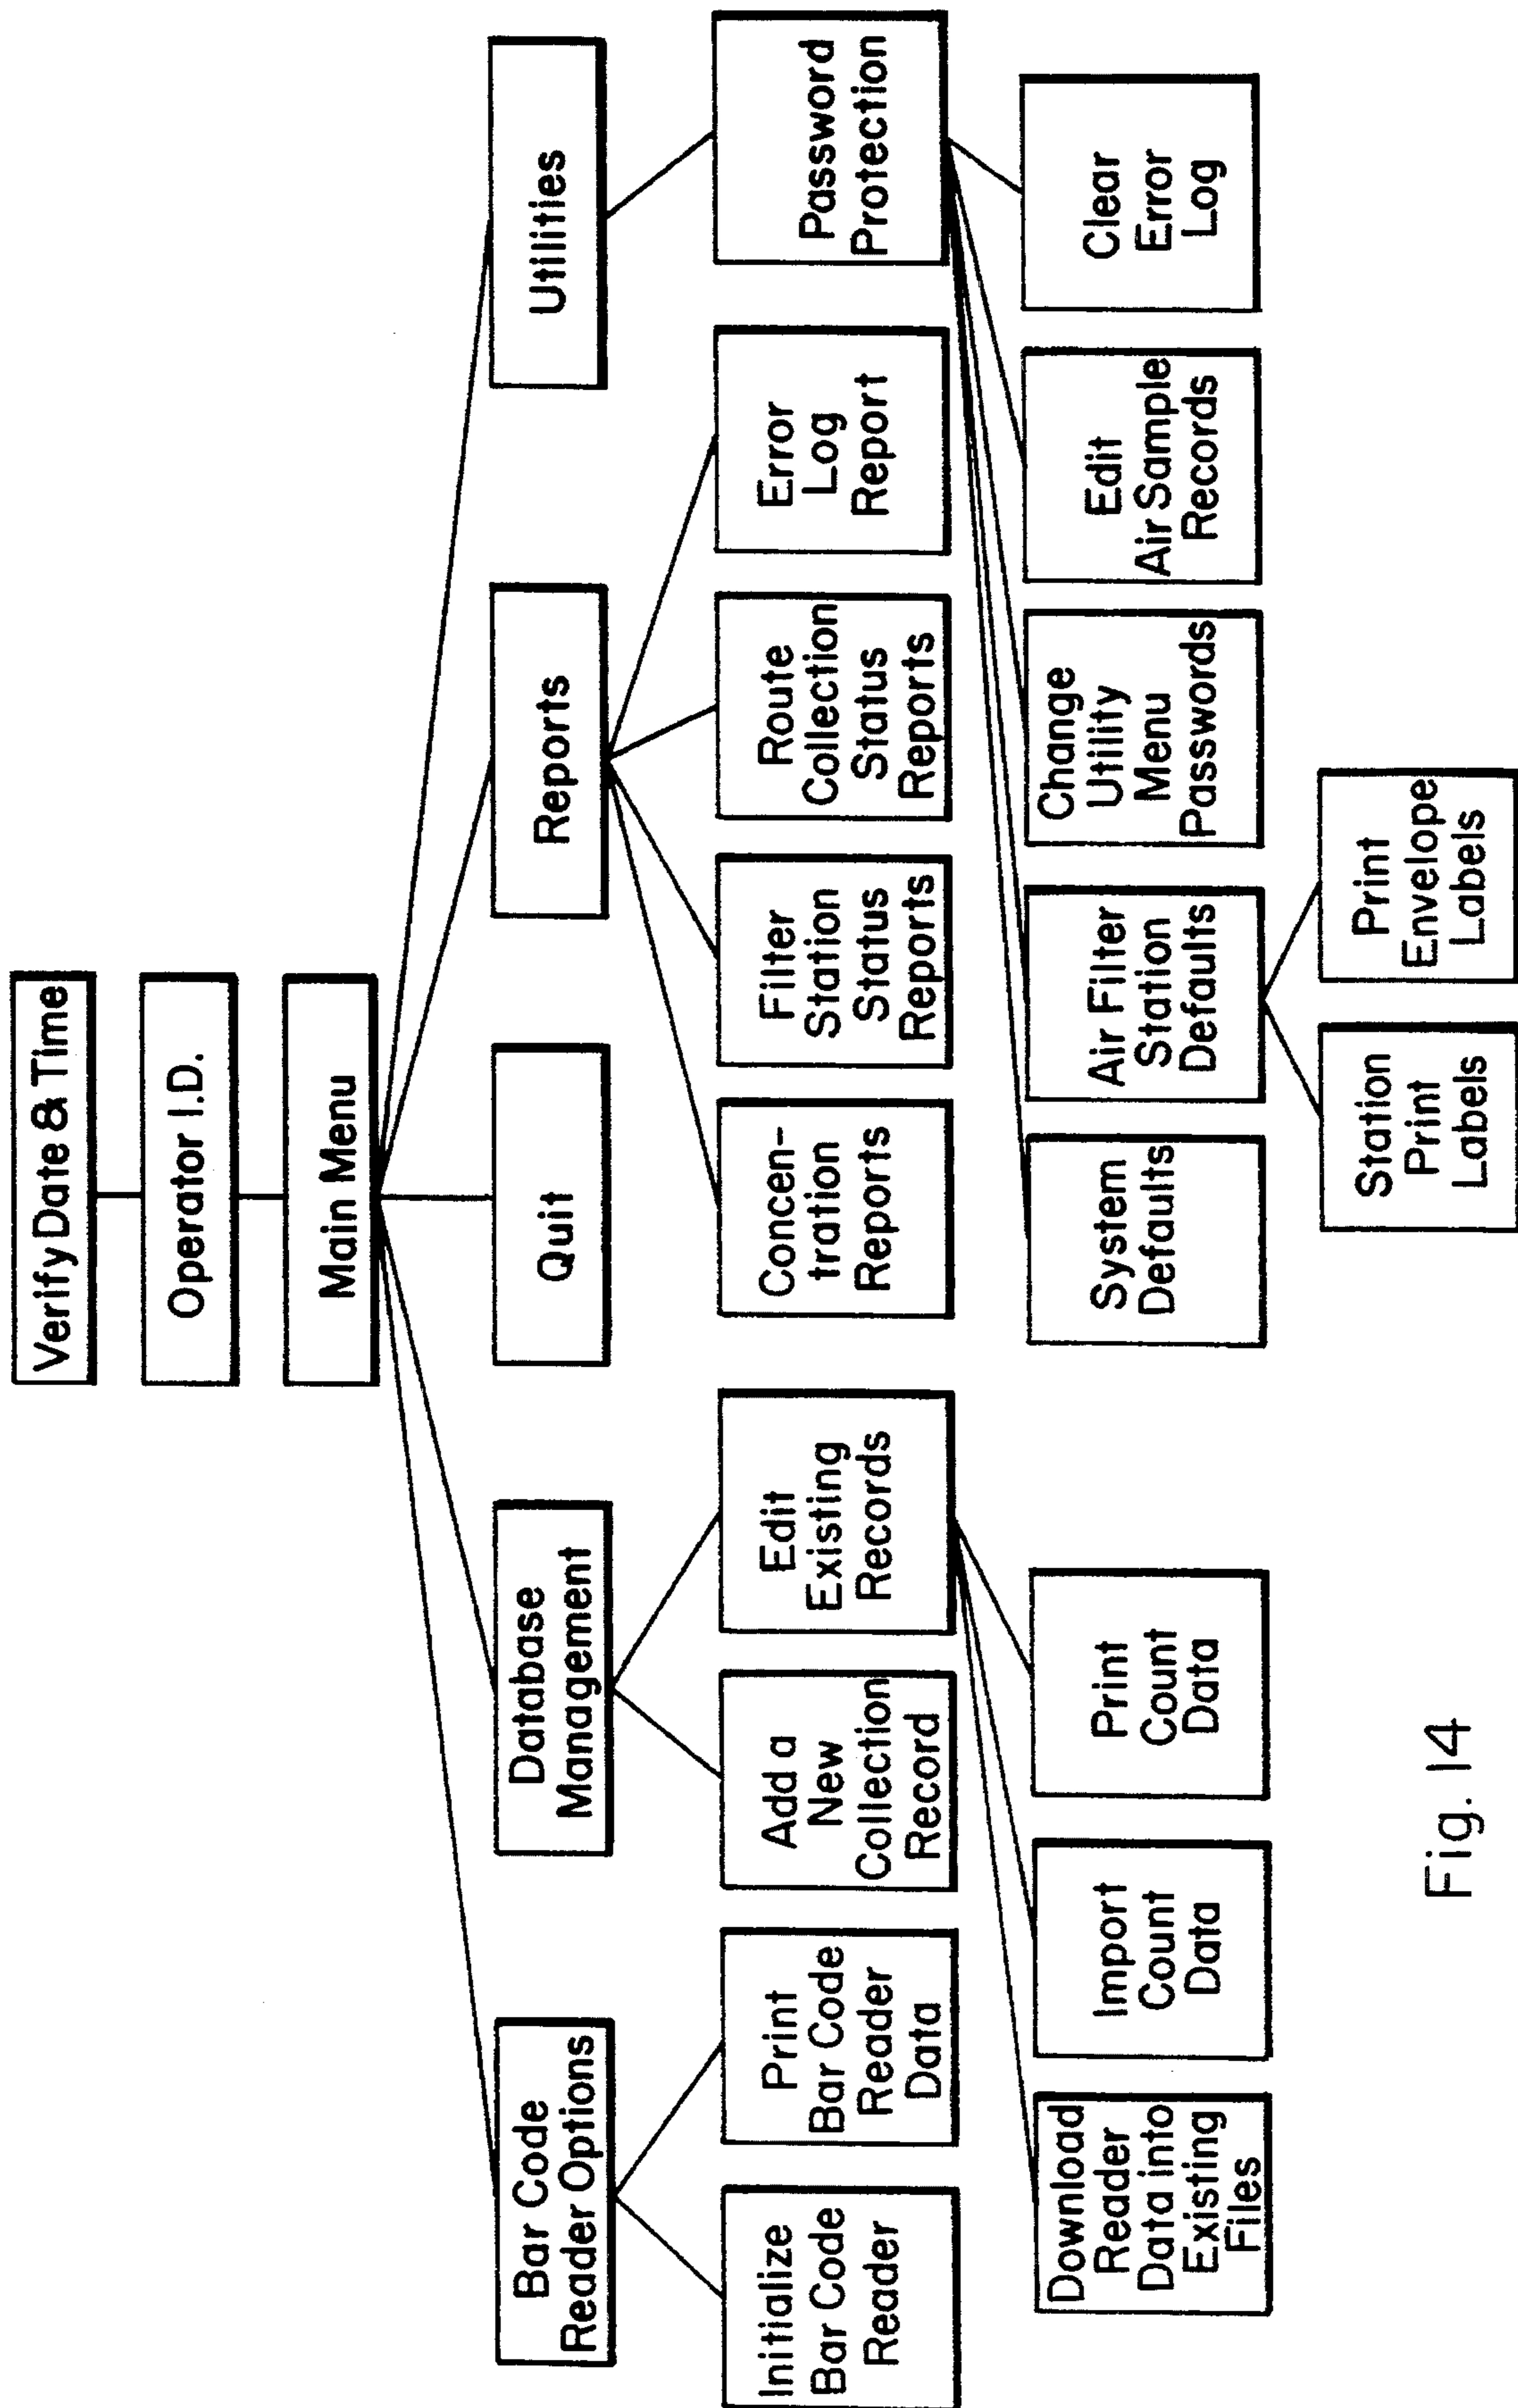 Verify Date & Time
Operator I.D.
Main Menu
Bar Code
Reader Options
Database
Management
Quit
Reports
Utilities
Initialize
Bar Code
Reader
Print
Bar Code
Reader
Data
Add a
New
Collection
Record
Edit
Existing
Records
Concen-
tration
Reports
Filter
Station
Status
Reports
Route
Collection
Status
Reports
Error
Log
Report
Password
Protection
Download
Reader
Data into
Existing
Files
Import
Count
Data
Print
Count
Data
System
Defaults
Air Filter
Station
Defaults
Change
Utility
Menu
Passwords
Edit
Air Sample
Records
Clear
Error
Log
Station
Print
Labels
Print
Envelope
Labels
Fig. 14